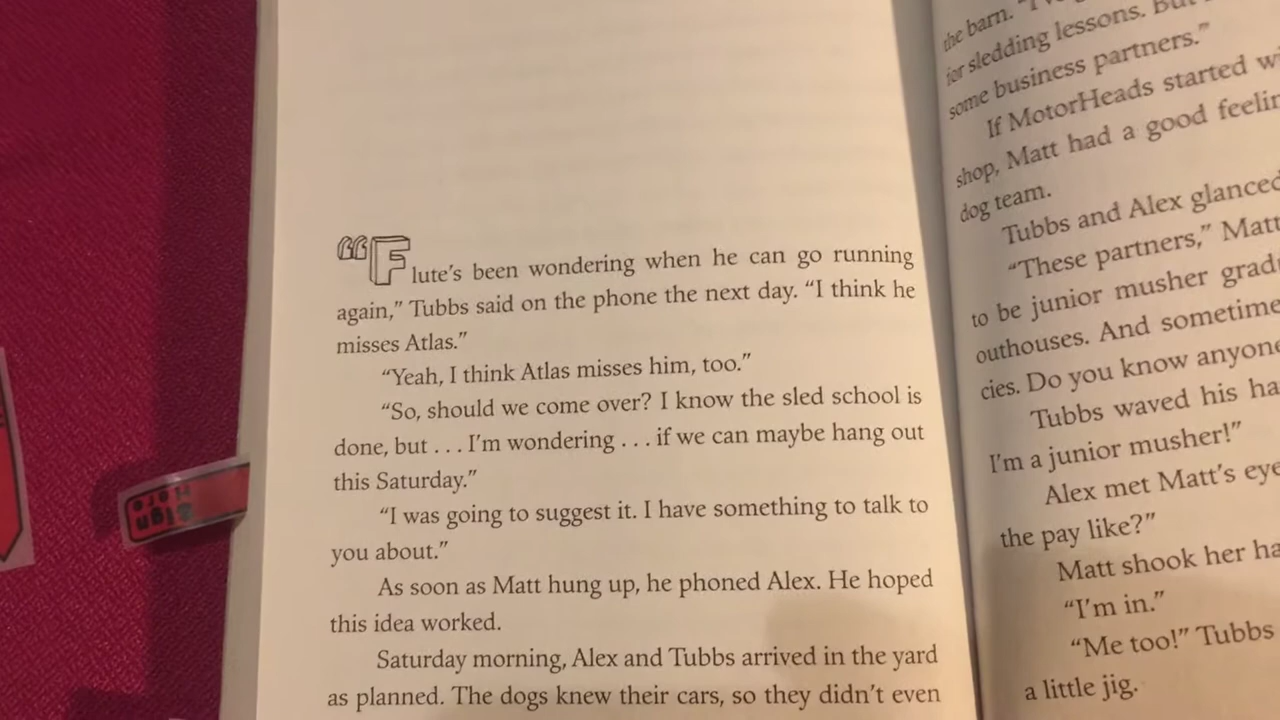 “Flute’s been wondering when he can go running
again,” Tubbs said on the phone the next day. “I think he
misses Atlas.”
“Yeah, I think Atlas misses him, too.”
“So, should we come over? I know the sled school is
done, but . . . I’m wondering . . . if we can maybe hang out
this Saturday.”
“I was going to suggest it. I have something to talk to
you about.”
As soon as Matt hung up, he phoned Alex. He hoped
this idea worked.
Saturday morning, Alex and Tubbs arrived in the yard
as planned. The dogs knew their cars, so they didn’t even
the barn.
ior sledding lessons. But
some business partners.”
If MotorHeads started
shop, Matt had a good
dog team.
Tubbs and Alex glanced
“These partners,” Matt
to be junior musher
outhouses. And
cies. Do you know
Tubbs waved his
I’m a junior musher!”
Alex met Matt’s
the pay like?”
Matt shook her
“I’m in.”
“Me too!” Tubbs
a little jig.
Sign
Here